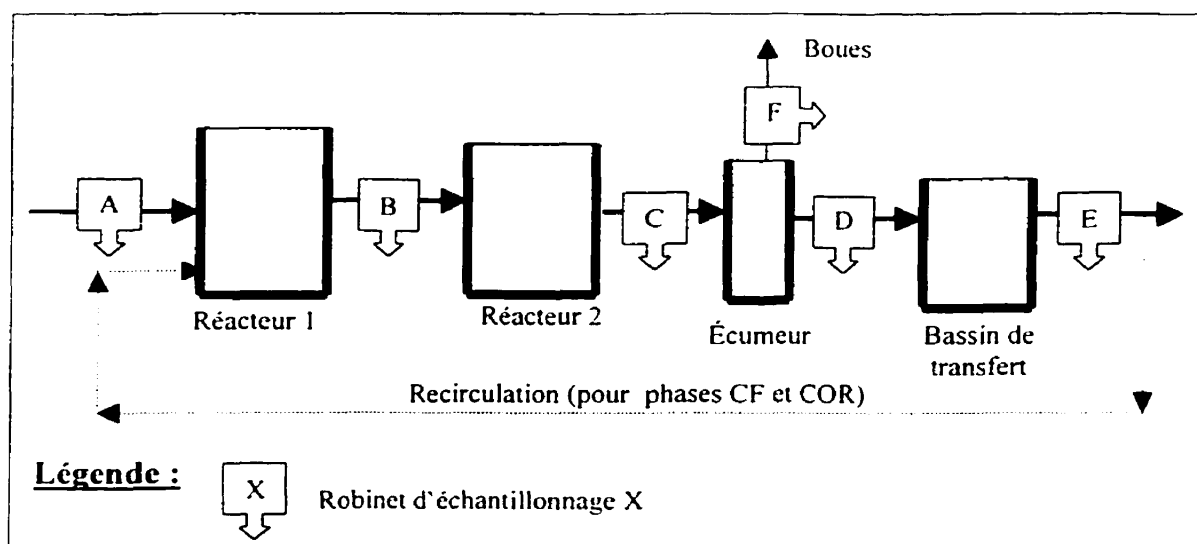 Boues
F
A
B
C
D
E
Réacteur 1
Réacteur 2
Écumeur
Bassin de
transfert
Recirculation (pour phases CF et COR)
Légende :
X
Robinet d'échantillonnage X